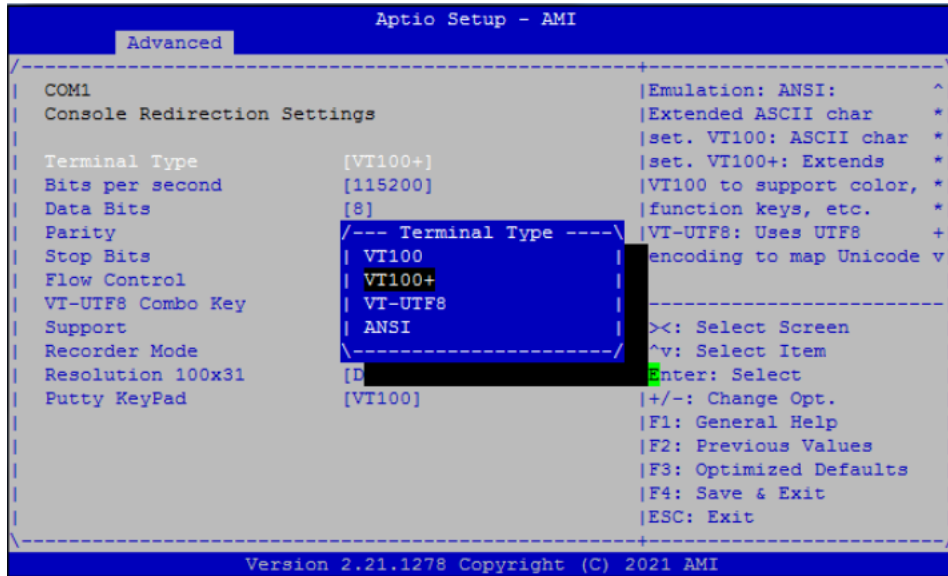 Aptio Setup - AMI
Advanced
/------------------------------------------------------+--------------------------\
| COM1 |Emulation: ANSI: ^
| Console Redirection Settings |Extended ASCII char *
| |set. VT100: ASCII char *
| Terminal Type [VT100+] |set. VT100+: Extends *
| Bits per second [115200] |VT100 to support color, *
| Data Bits [8] |function keys, etc. *
| Parity /--- Terminal Type ----\ |VT-UTF8: Uses UTF8 +
| Stop Bits | VT100 | encoding to map Unicode v
| Flow Control | VT100+ |
| VT-UTF8 Combo Key | VT-UTF8 | --------------------------
| Support | ANSI | ><: Select Screen
| Recorder Mode \----------------------/ ^v: Select Item
| Resolution 100x31 [D Enter: Select
| Putty KeyPad [VT100] |+/-: Change Opt.
| |F1: General Help
| |F2: Previous Values
| |F3: Optimized Defaults
| |F4: Save & Exit
| |ESC: Exit
\------------------------------------------------------+--------------------------/
Version 2.21.1278 Copyright (C) 2021 AMI